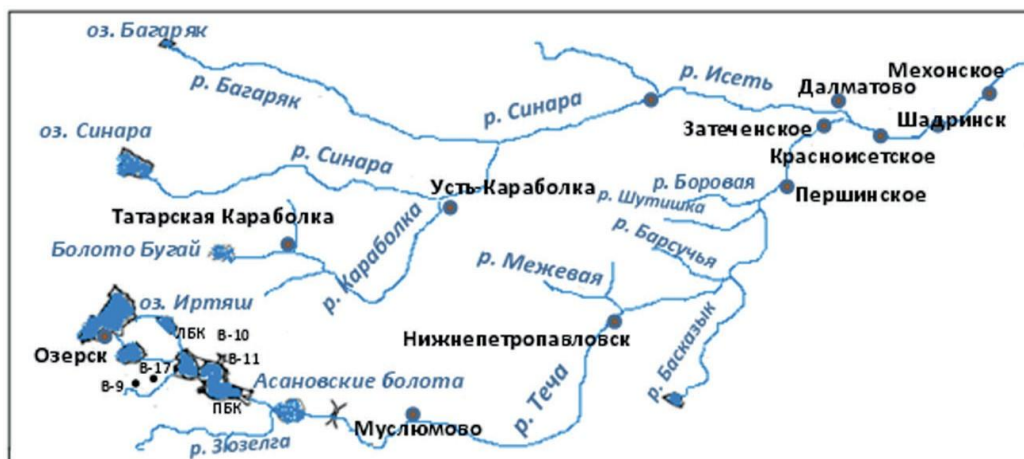 оз. Багаряк
р. Багаряк
р. Синара
р. Исеть
Мехонское
Далматово
Шадринск
Затеченское
Красноисетское
Першинское
оз. Синара
р. Синара
Усть-Караболка
р. Боровая
р. Шутишка
Татарская Караболка
р. Караболка
р. Барсучья
Болото Бугай
р. Межевая
оз. Иртяш
ЛБК
В-10
В-11
Нижнепетропавловск
Озерск
В-17
В-9
Асановские болота
р. Басказык
ПБК
р. Теча
Муслюмово
р. Зюзелга